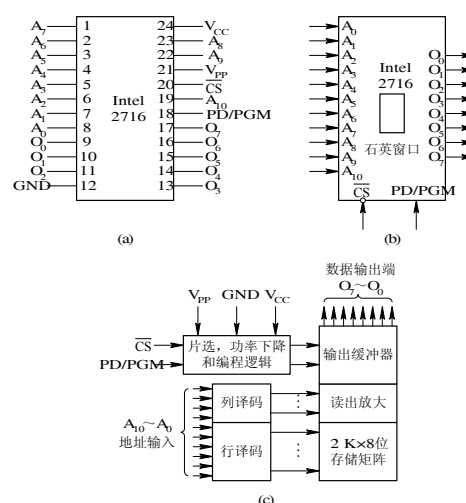 A7 1 24 VCC
A6 2 23 A8
A5 3 22 A9
A4 4 21 VPP
A3 5 20 CS
A2 6 19 A10
A1 7 18 PD/PGM
A0 8 17 O7
O0 9 16 O6
O1 10 15 O5
O2 11 14 O4
GND 12 13 O3
Intel
2716
(a)
A0
A1
A2
A3
A4
A5
A6
A7
A8
A9
A10
Intel
2716
石英窗口
O0
O1
O2
O3
O4
O5
O6
O7
CS PD/PGM
(b)
数据输出端
O7～O0
VPP GND VCC
CS
PD/PGM
片选，功率下降
和编程逻辑
输出缓冲器
A10～A0
地址输入
列译码
读出放大
行译码
2 K×8位
存储矩阵
(c)